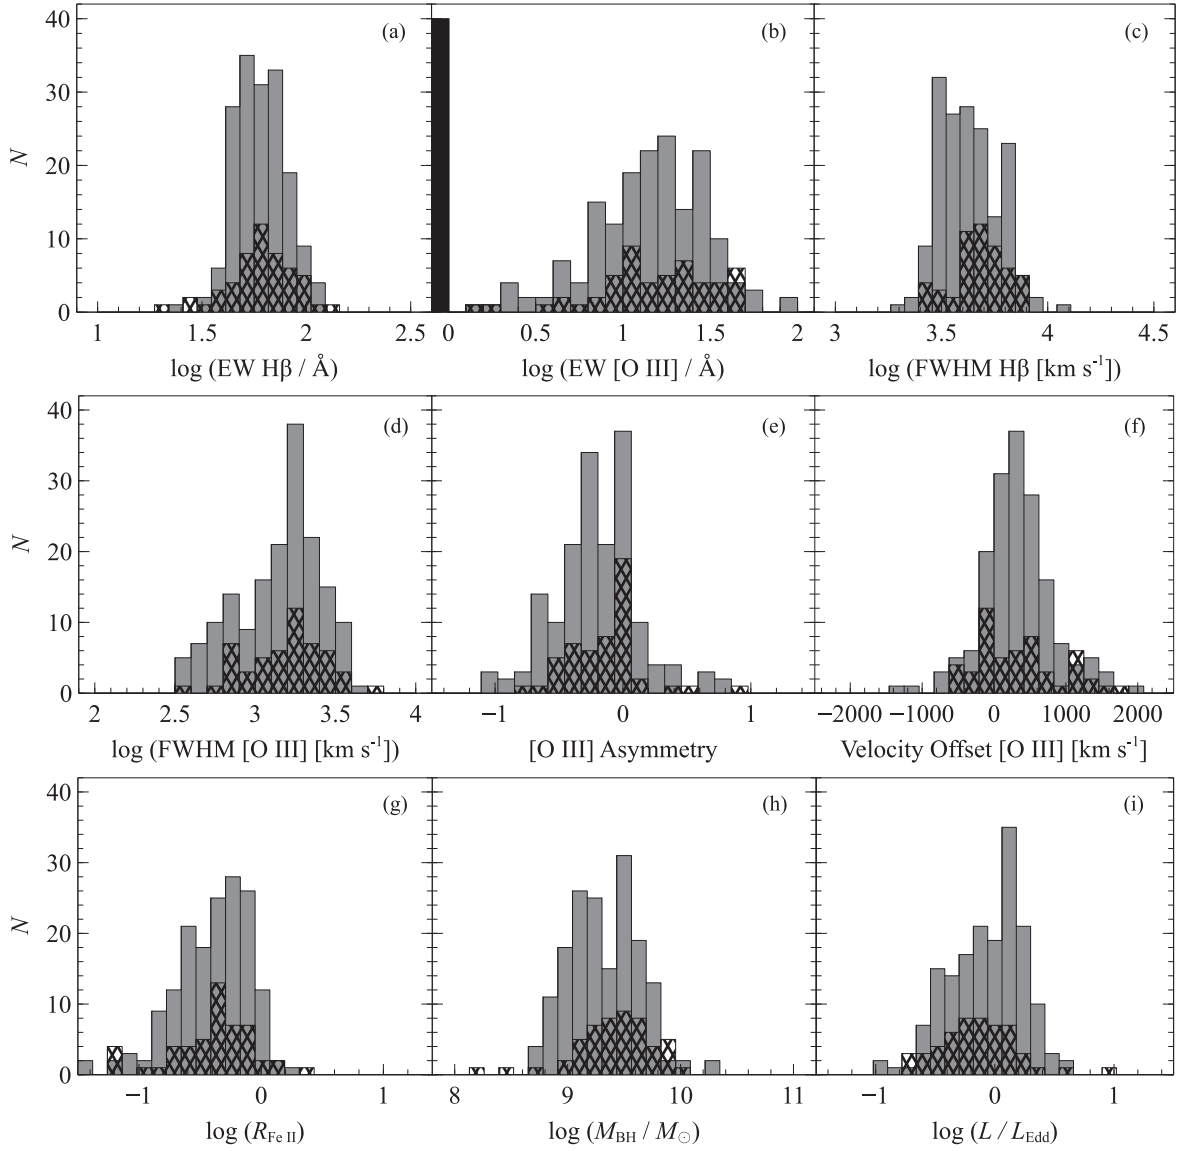 (a) (b) (c)
40
30
20
10
0
N
1 1.5 2 2.5 0 0.5 1 1.5 2 3 3.5 4 4.5
log (EW Hβ / Å) log (EW [O III] / Å) log (FWHM Hβ [km s⁻¹])
(d) (e) (f)
40
30
20
10
0
N
2 2.5 3 3.5 4 −1 0 1 −2000 −1000 0 1000 2000
log (FWHM [O III] [km s⁻¹]) [O III] Asymmetry Velocity Offset [O III] [km s⁻¹]
(g) (h) (i)
40
30
20
10
0
N
−1 0 1 8 9 10 11 −1 0 1
log (R_Fe II) log (M_BH / M_⊙) log (L / L_Edd)